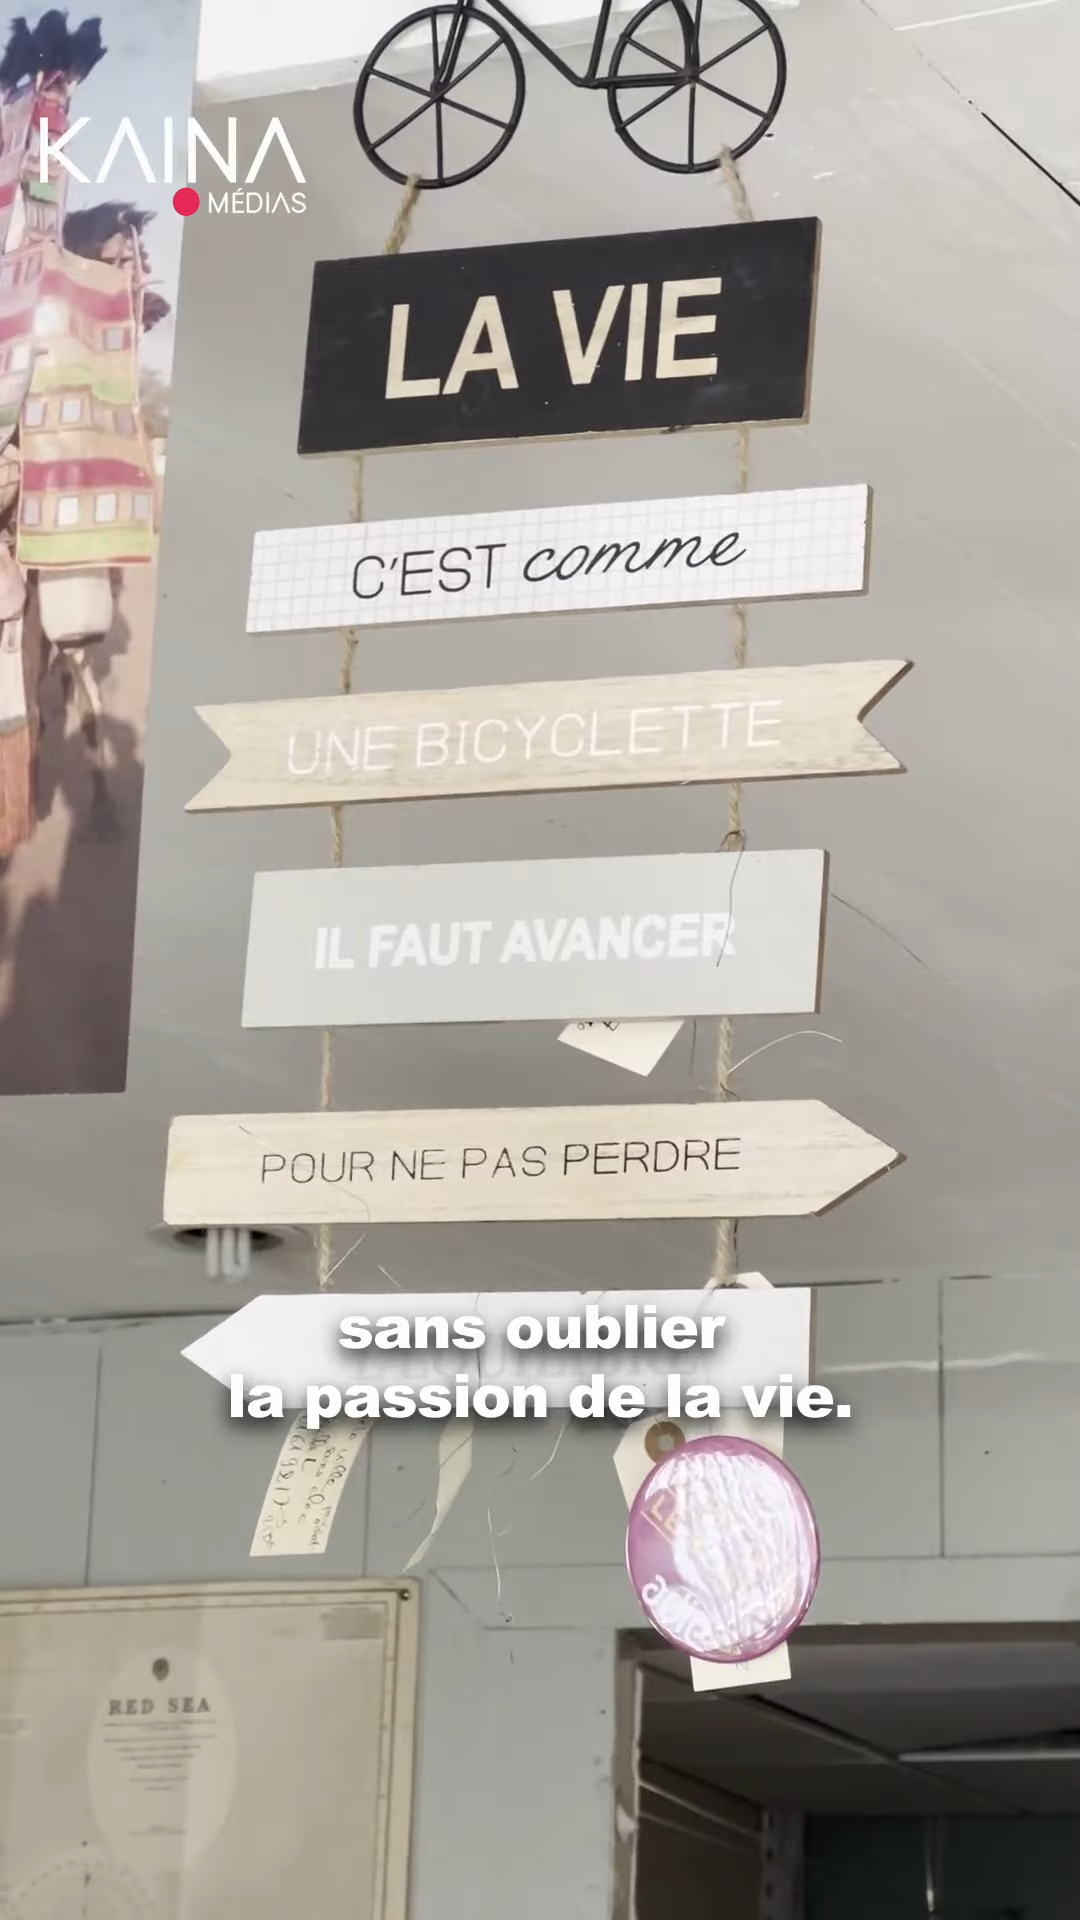 KAINA
MÉDIAS
LA VIE
C'EST comme
UNE BICYCLETTE
IL FAUT AVANCER
POUR NE PAS PERDRE
sans oublier
la passion de la vie.
RED SEA